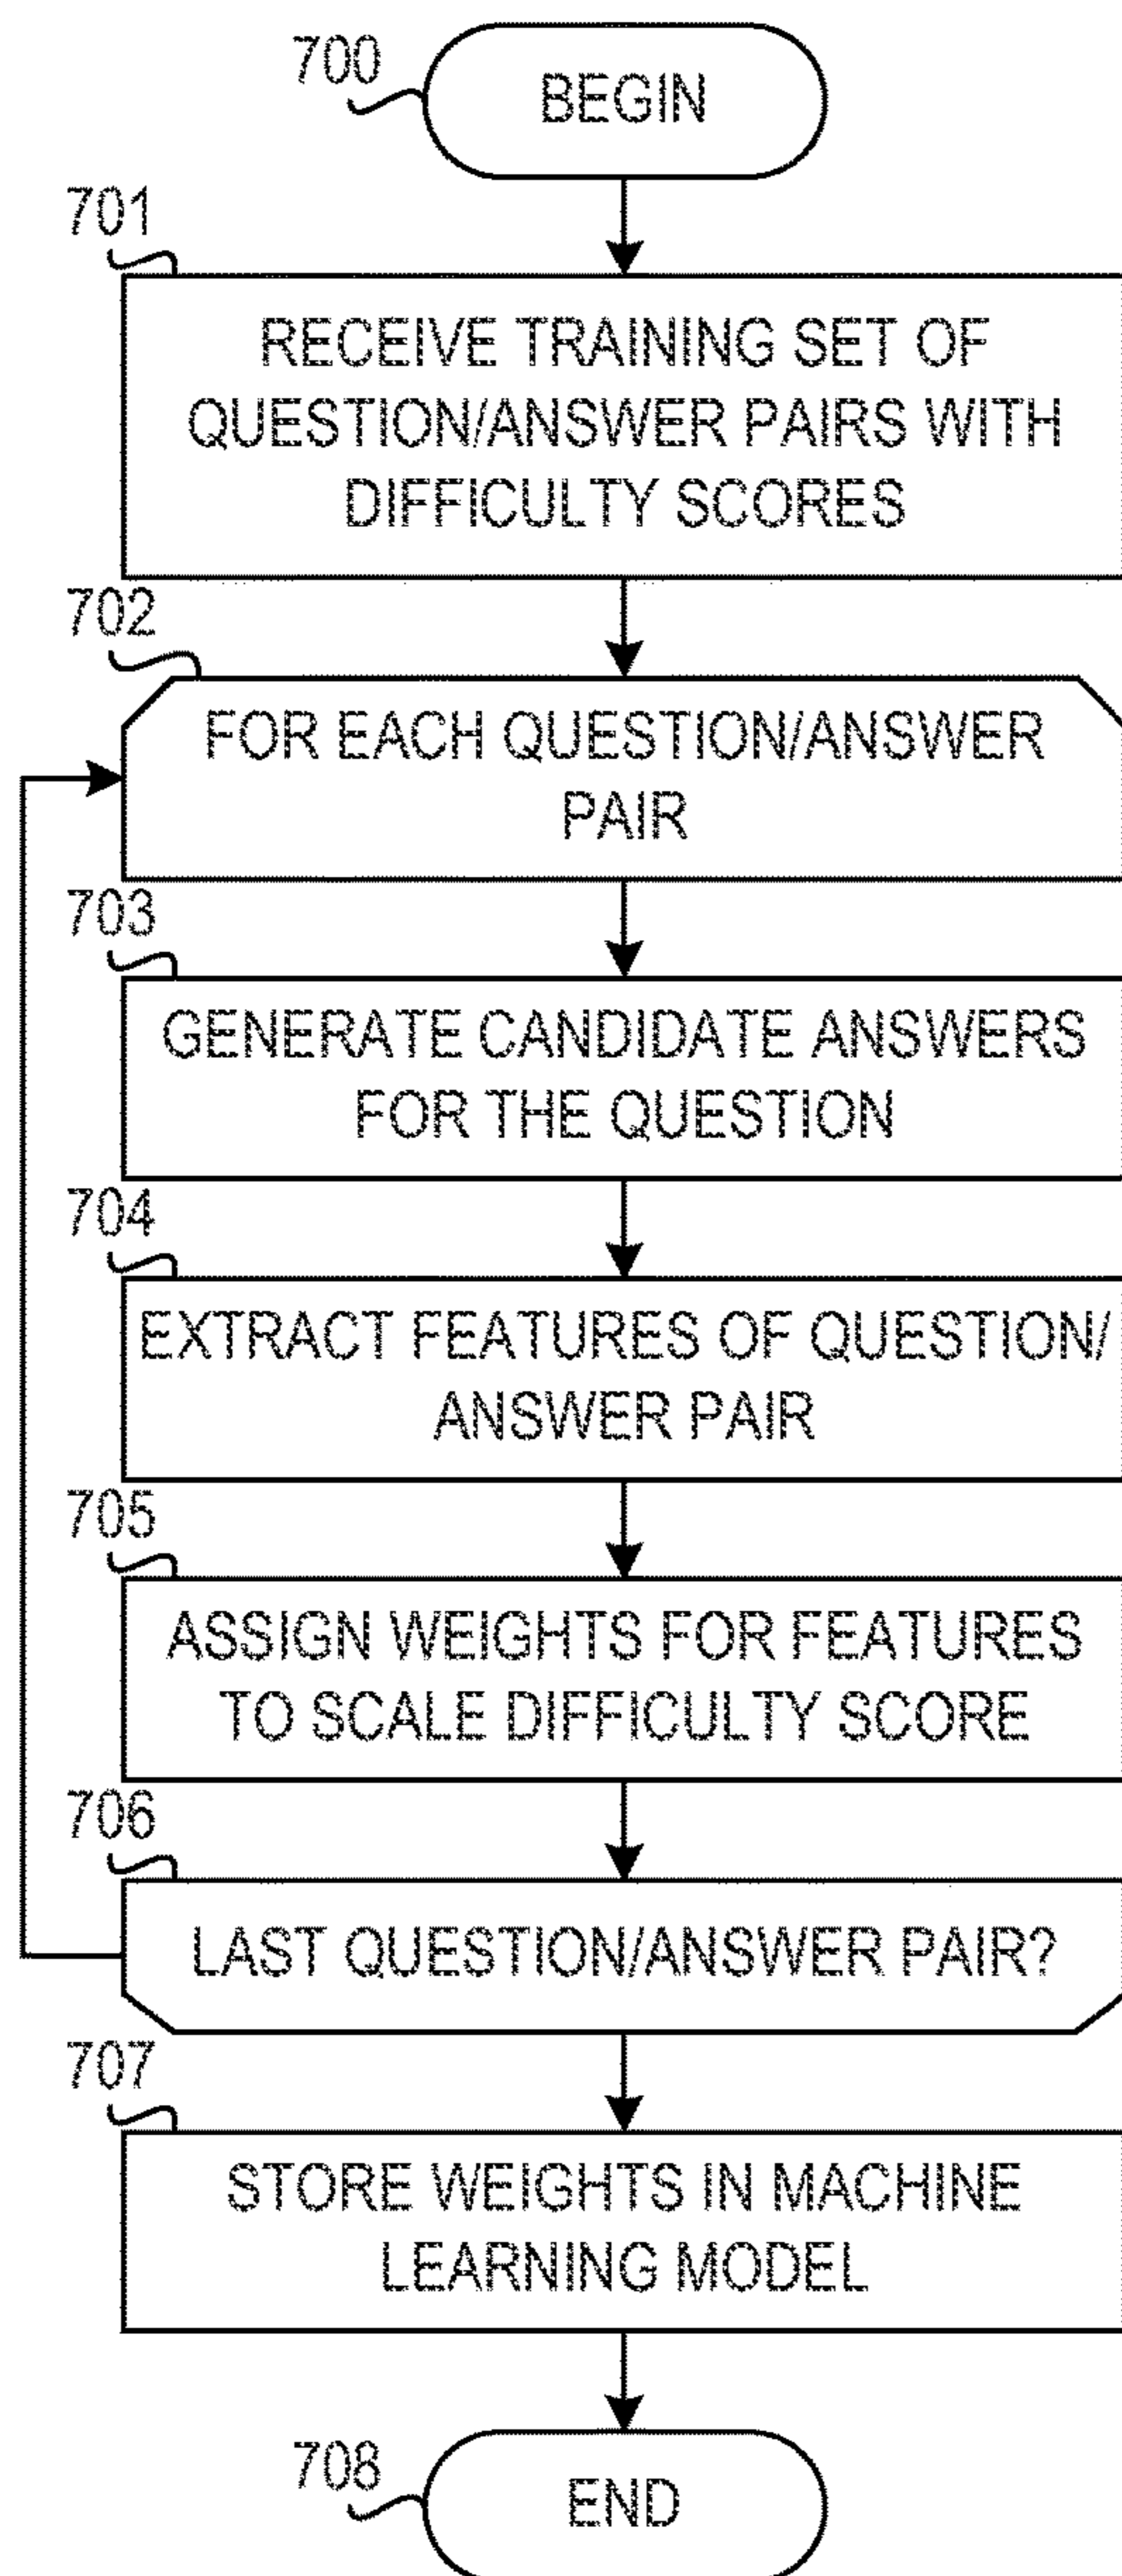 700
BEGIN
701
RECEIVE TRAINING SET OF
QUESTION/ANSWER PAIRS WITH
DIFFICULTY SCORES
702
FOR EACH QUESTION/ANSWER
PAIR
703
GENERATE CANDIDATE ANSWERS
FOR THE QUESTION
704
EXTRACT FEATURES OF QUESTION/
ANSWER PAIR
705
ASSIGN WEIGHTS FOR FEATURES
TO SCALE DIFFICULTY SCORE
706
LAST QUESTION/ANSWER PAIR?
707
STORE WEIGHTS IN MACHINE
LEARNING MODEL
708
END